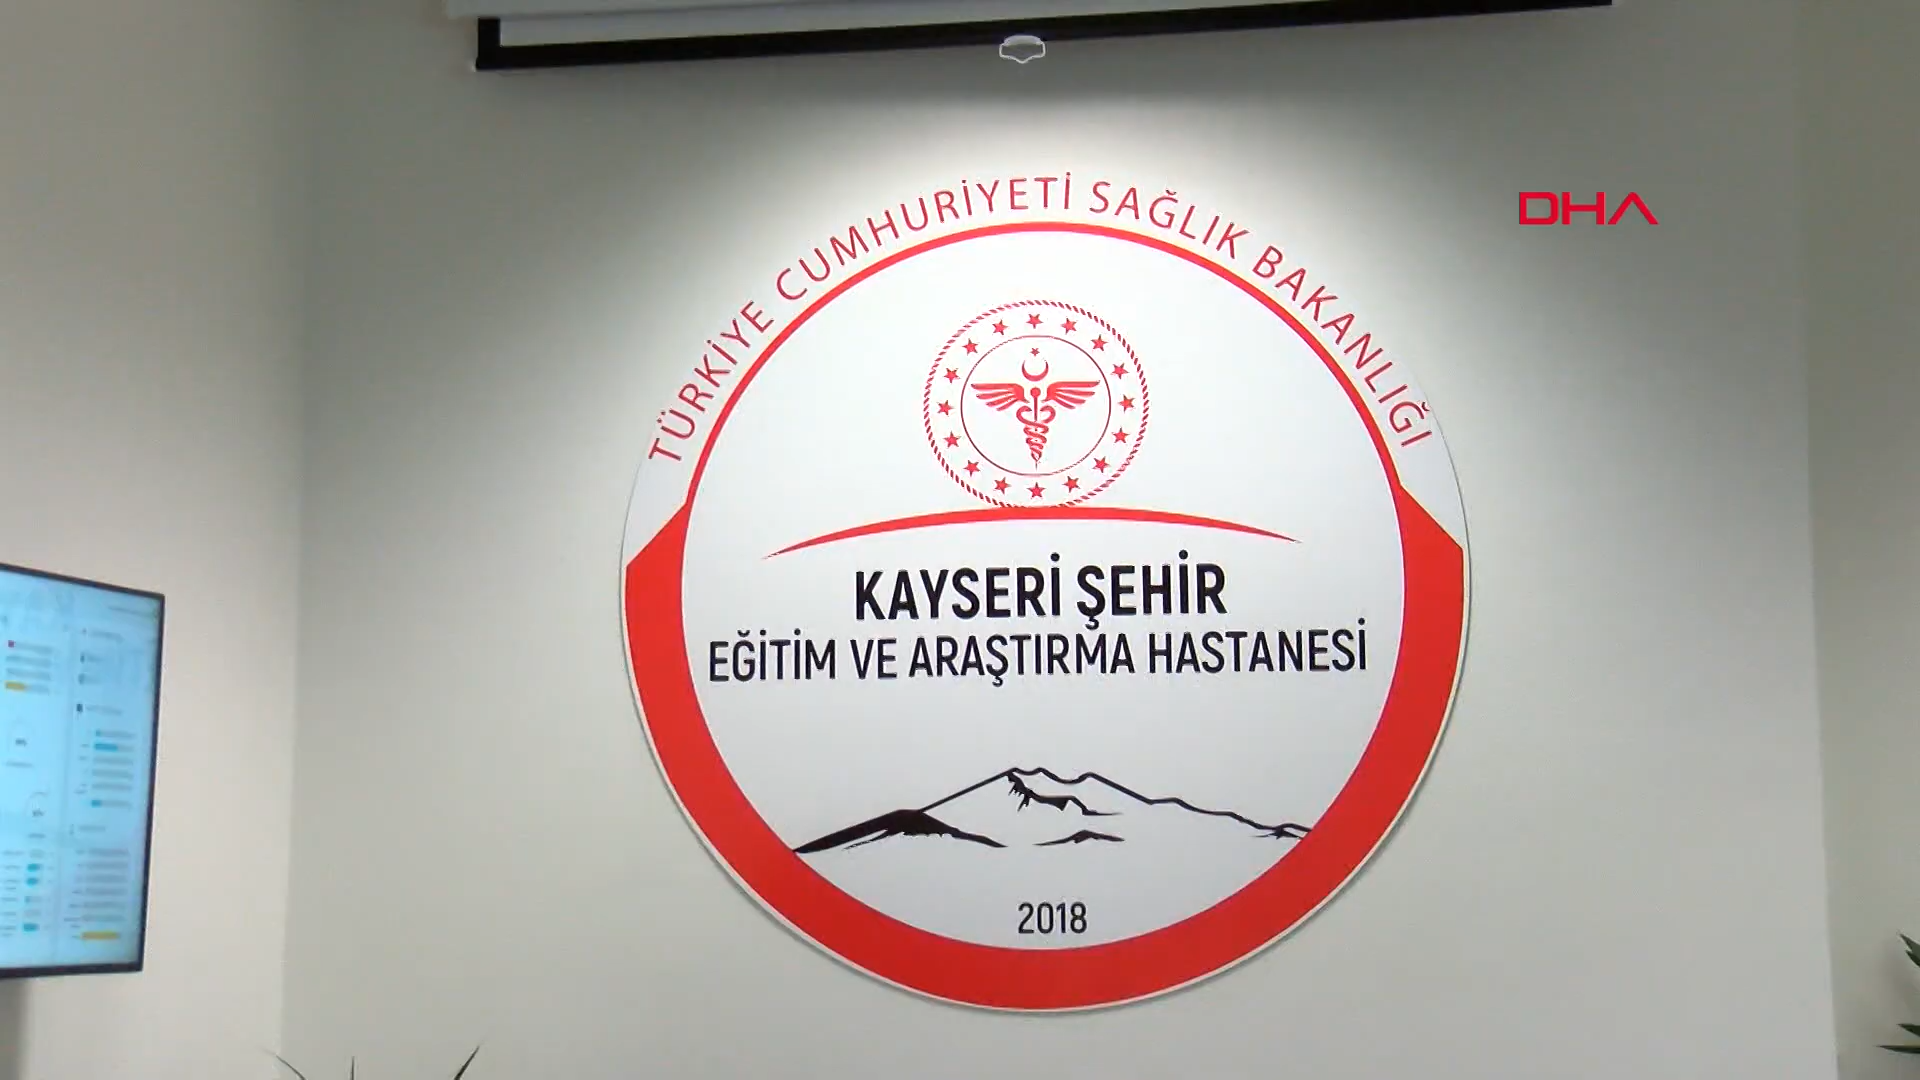 DHA
TÜRKİYE CUMHURİYETİ SAĞLIK BAKANLIĞI
KAYSERİ ŞEHİR
EĞİTİM VE ARAŞTIRMA HASTANESİ
2018